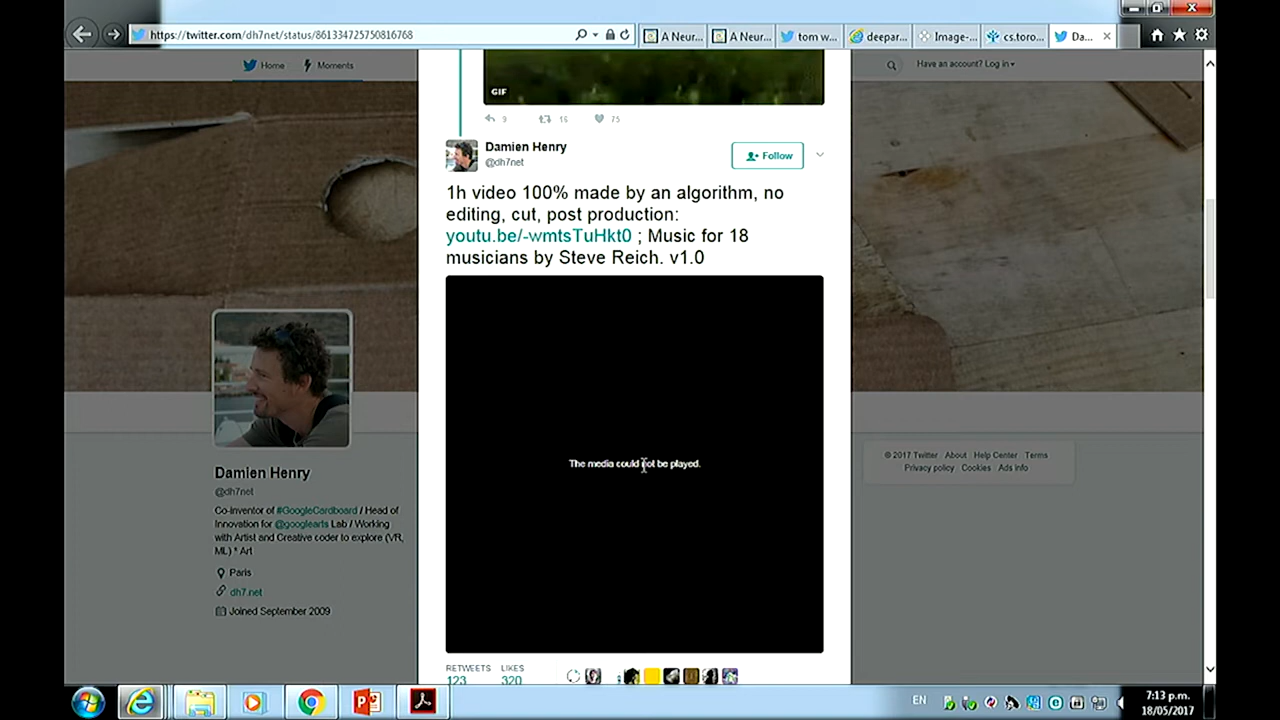 https://twitter.com/dh7net/status/861334725750816768
A Neur...
A Neur...
tom w...
deepar...
Image-...
cs.toro...
Da...
Home
Moments
Have an account? Log in
GIF
9
16
75
Damien Henry
@dh7net
Follow
1h video 100% made by an algorithm, no
editing, cut, post production:
youtu.be/-wmtsTuHkt0 ; Music for 18
musicians by Steve Reich. v1.0
The media could not be played.
RETWEETS LIKES
123 320
Damien Henry
@dh7net
Co-inventor of #GoogleCardboard / Head of
Innovation for @googlearts Lab / Working
with Artist and Creative coder to explore (VR,
ML) * Art
Paris
dh7.net
Joined September 2009
© 2017 Twitter About Help Center Terms
Privacy policy Cookies Ads info
EN
7:13 p.m.
18/05/2017